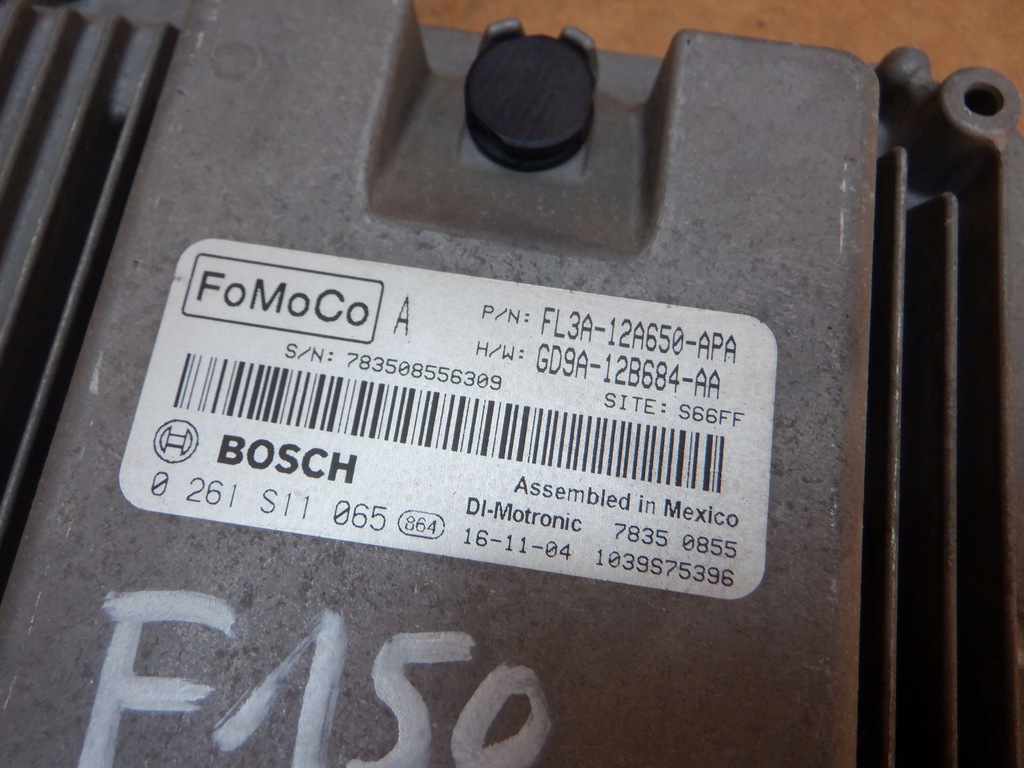 FoMoCo A P/N: FL3A-12A650-APA
S/N: 783508556309 H/W: GD9A-12B684-AA
SITE: S66FF
BOSCH
Assembled in Mexico
0 261 S11 065 864 DI-Motronic 7835 0855
16-11-04 1039S75396
F150